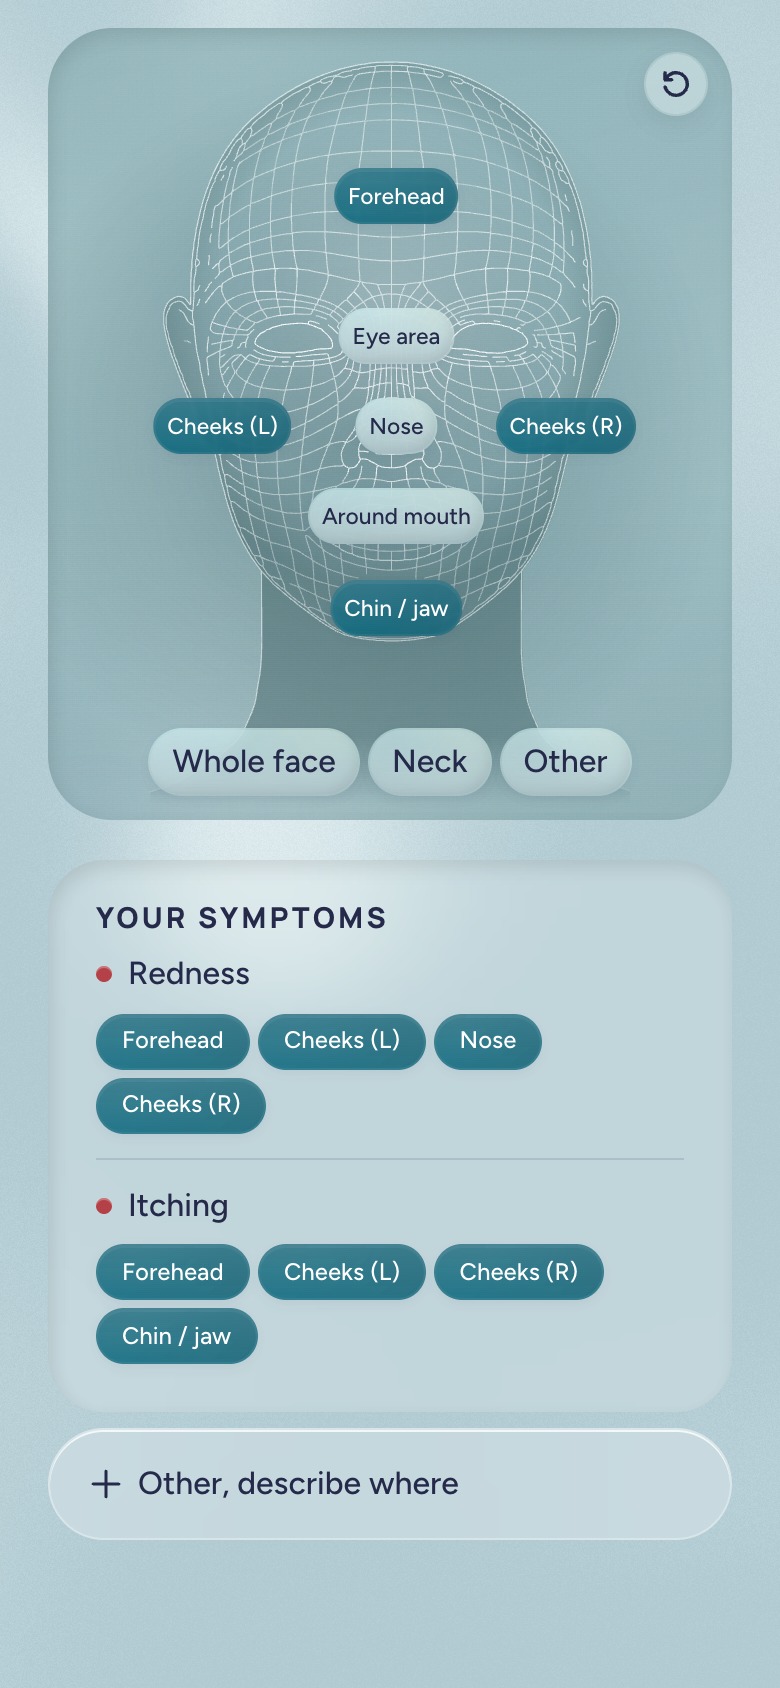 Forehead
Eye area
Cheeks (L) Nose Cheeks (R)
Around mouth
Chin / jaw
Whole face Neck Other
YOUR SYMPTOMS
Redness
Forehead Cheeks (L) Nose
Cheeks (R)
Itching
Forehead Cheeks (L) Cheeks (R)
Chin / jaw
Other, describe where